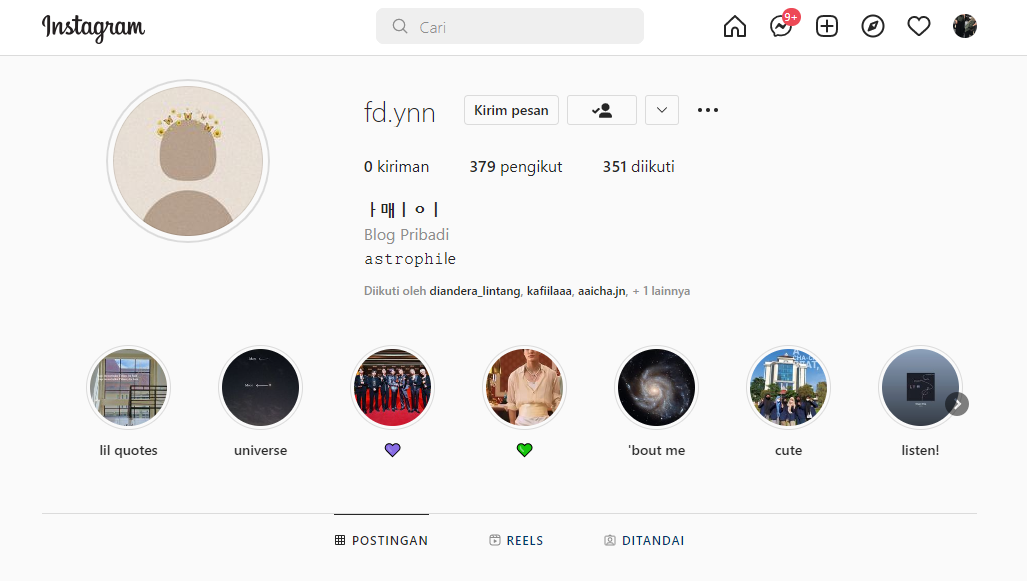 Instagram
Cari
9+
fd.ynn
Kirim pesan
0 kiriman 379 pengikut 351 diikuti
ㅏ매ㅣㅇㅣ
Blog Pribadi
astrophile
Diikuti oleh diandera_lintang, kafiilaaa, aaicha.jn, + 1 lainnya
lil quotes
universe
💜
💚
'bout me
cute
listen!
POSTINGAN
REELS
DITANDAI